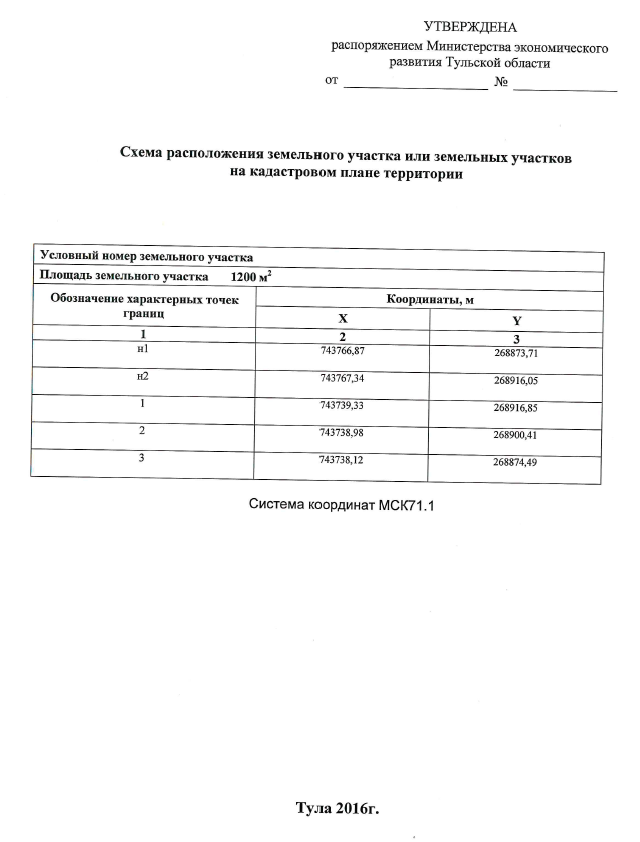 УТВЕРЖДЕНА
распоряжением Министерства экономического
развития Тульской области
от ____________________ № ______________
Схема расположения земельного участка или земельных участков
на кадастровом плане территории
Условный номер земельного участка
Площадь земельного участка 1200 м²
Обозначение характерных точек границ Координаты, м
X Y
1 2 3
н1 743766,87 268873,71
н2 743767,34 268916,05
1 743739,33 268916,85
2 743738,98 268900,41
3 743738,12 268874,49
Система координат МСК71.1
Тула 2016г.